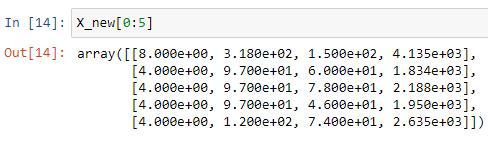 In [14]: X_new[0:5]
Out[14]: array([[8.000e+00, 3.180e+02, 1.500e+02, 4.135e+03],
[4.000e+00, 9.700e+01, 6.000e+01, 1.834e+03],
[4.000e+00, 9.700e+01, 7.800e+01, 2.188e+03],
[4.000e+00, 9.700e+01, 4.600e+01, 1.950e+03],
[4.000e+00, 1.200e+02, 7.400e+01, 2.635e+03]])